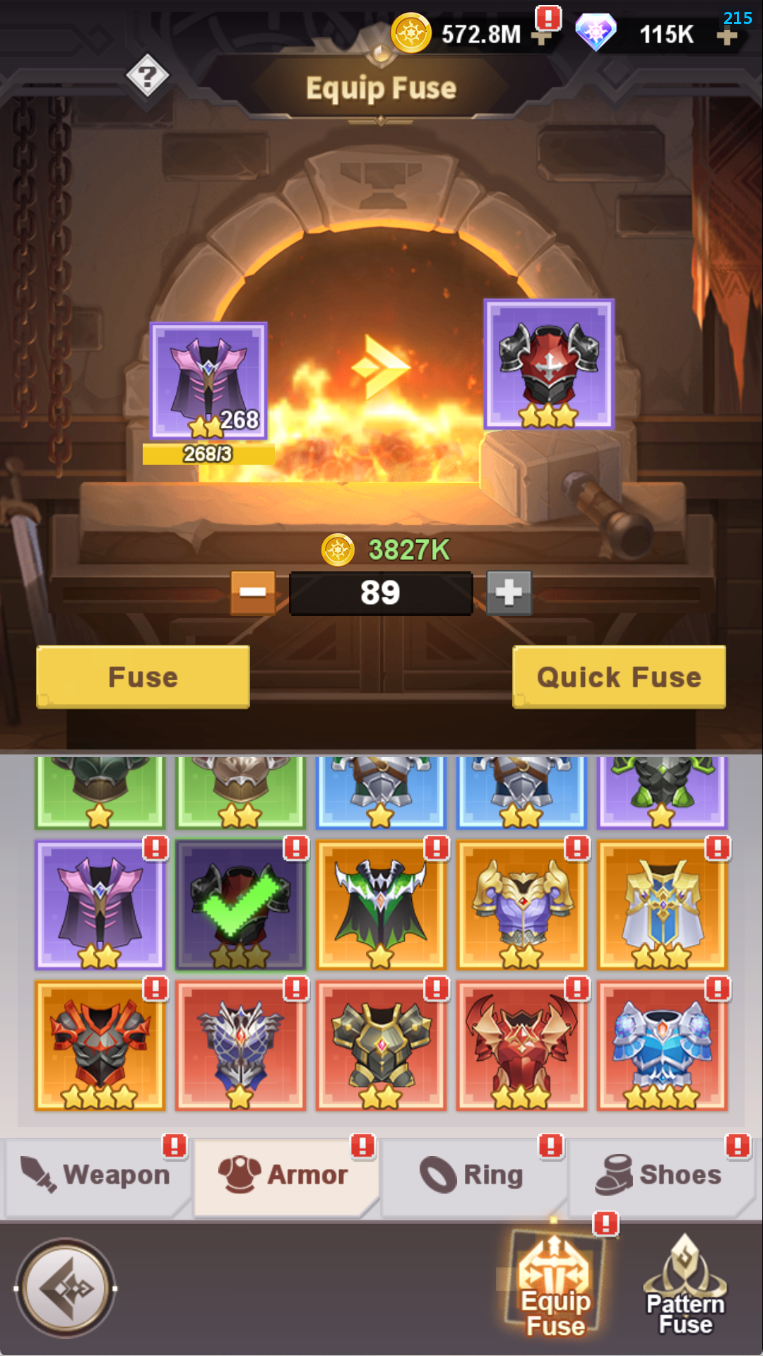 215
572.8M
115K
?
Equip Fuse
268
268/3
3827K
89
Fuse
Quick Fuse
Weapon
Armor
Ring
Shoes
Equip
Fuse
Pattern
Fuse